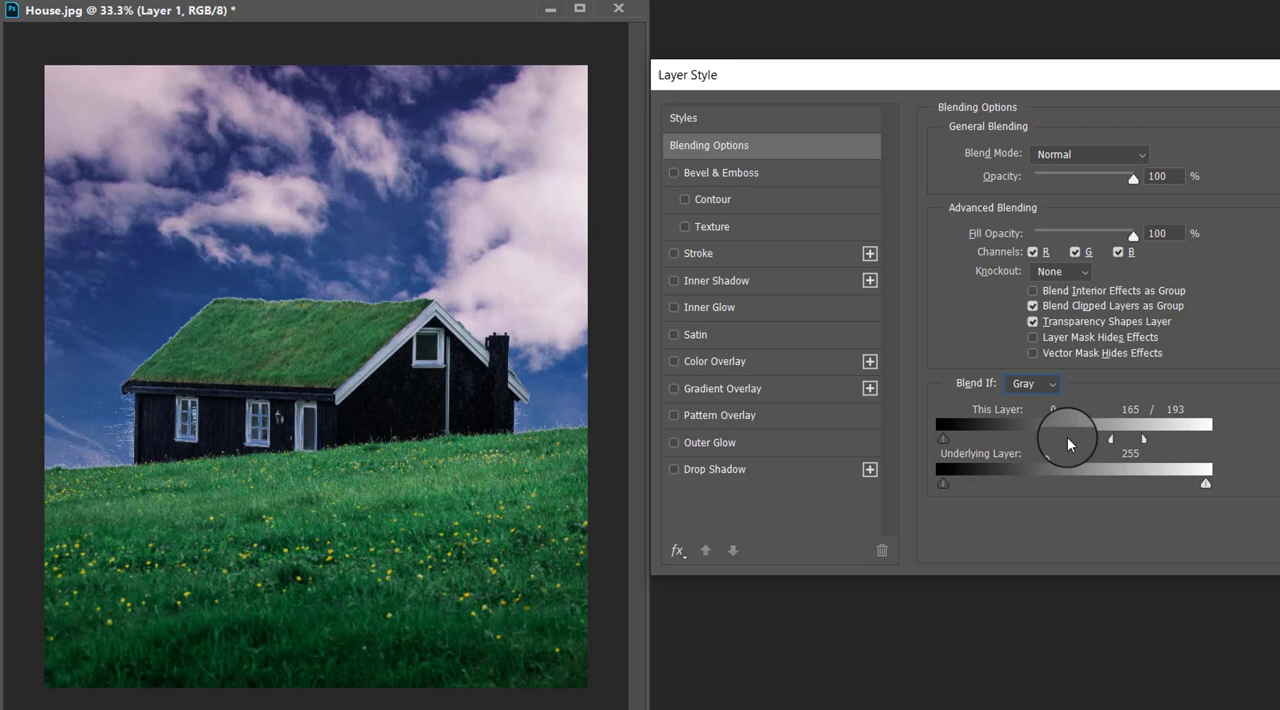 Ps House.jpg @ 33.3% (Layer 1, RGB/8) *
Layer Style
Styles
Blending Options
Bevel & Emboss
Contour
Texture
Stroke
Inner Shadow
Inner Glow
Satin
Color Overlay
Gradient Overlay
Pattern Overlay
Outer Glow
Drop Shadow
fx
Blending Options
General Blending
Blend Mode: Normal
Opacity: 100 %
Advanced Blending
Fill Opacity: 100 %
Channels: R G B
Knockout: None
Blend Interior Effects as Group
Blend Clipped Layers as Group
Transparency Shapes Layer
Layer Mask Hides Effects
Vector Mask Hides Effects
Blend If: Gray
This Layer: 0 165 / 193
Underlying Layer: 255